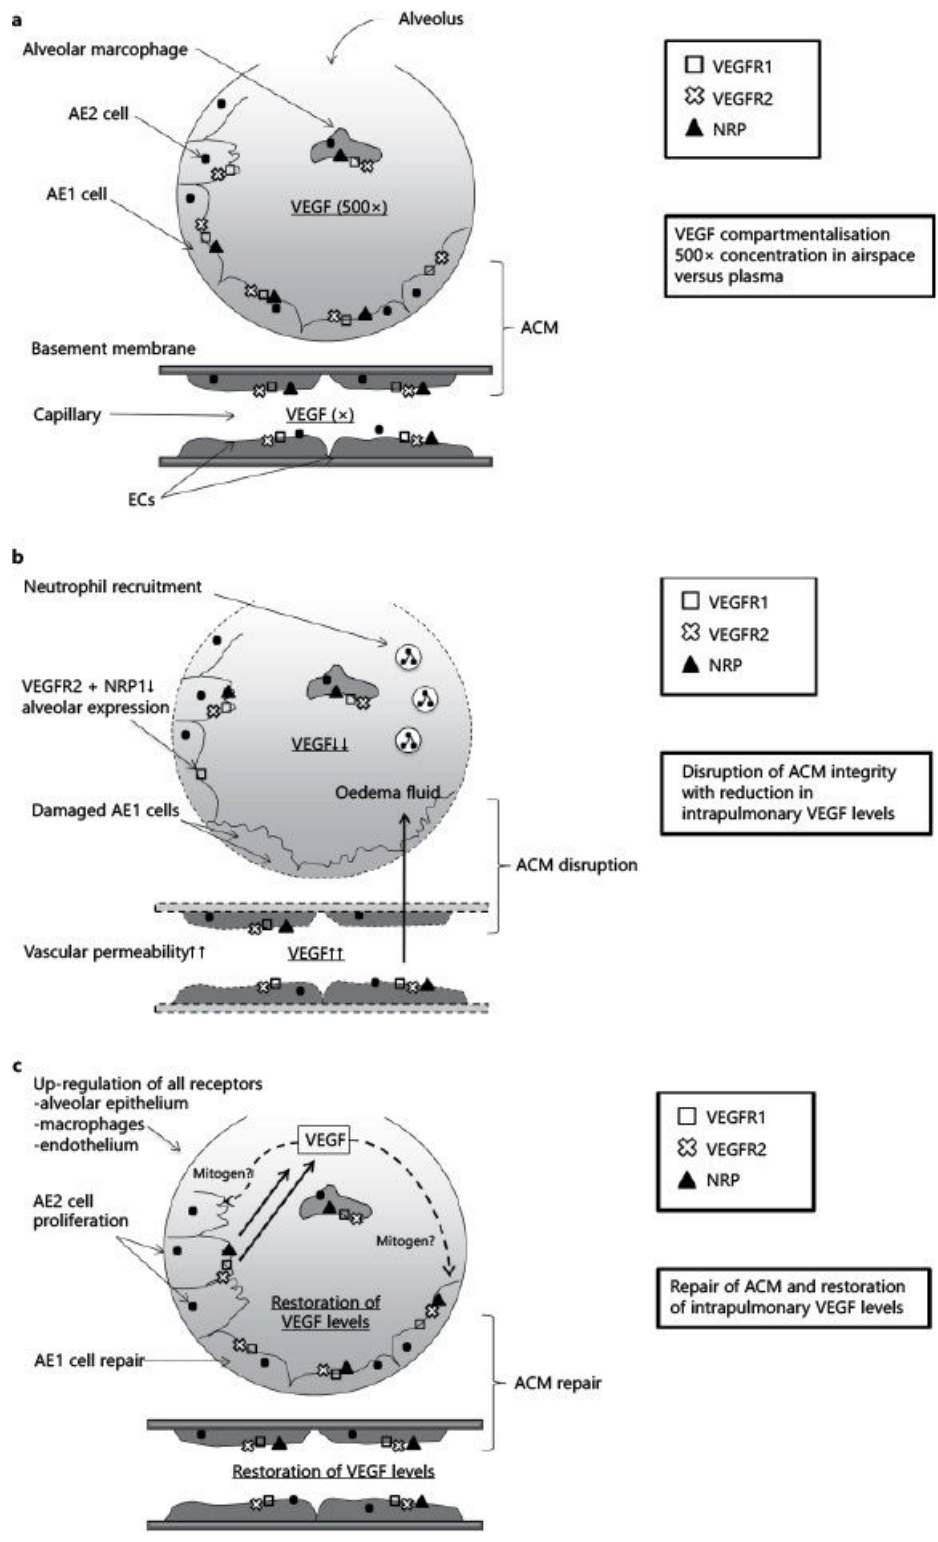 a
Alveolus
Alveolar marcophage
AE2 cell
AE1 cell
VEGF (500×)
ACM
Basement membrane
Capillary
VEGF (×)
ECs
VEGFR1
VEGFR2
NRP
VEGF compartmentalisation
500× concentration in airspace
versus plasma
b
Neutrophil recruitment
VEGFR2 + NRP1↓
alveolar expression
VEGF↓↓
Oedema fluid
Damaged AE1 cells
ACM disruption
Vascular permeability↑↑
VEGF↑↑
VEGFR1
VEGFR2
NRP
Disruption of ACM integrity
with reduction in
intrapulmonary VEGF levels
c
Up-regulation of all receptors
-alveolar epithelium
-macrophages
-endothelium
VEGF
Mitogen?
AE2 cell
proliferation
Mitogen?
Restoration of
VEGF levels
AE1 cell repair
ACM repair
Restoration of VEGF levels
VEGFR1
VEGFR2
NRP
Repair of ACM and restoration
of intrapulmonary VEGF levels